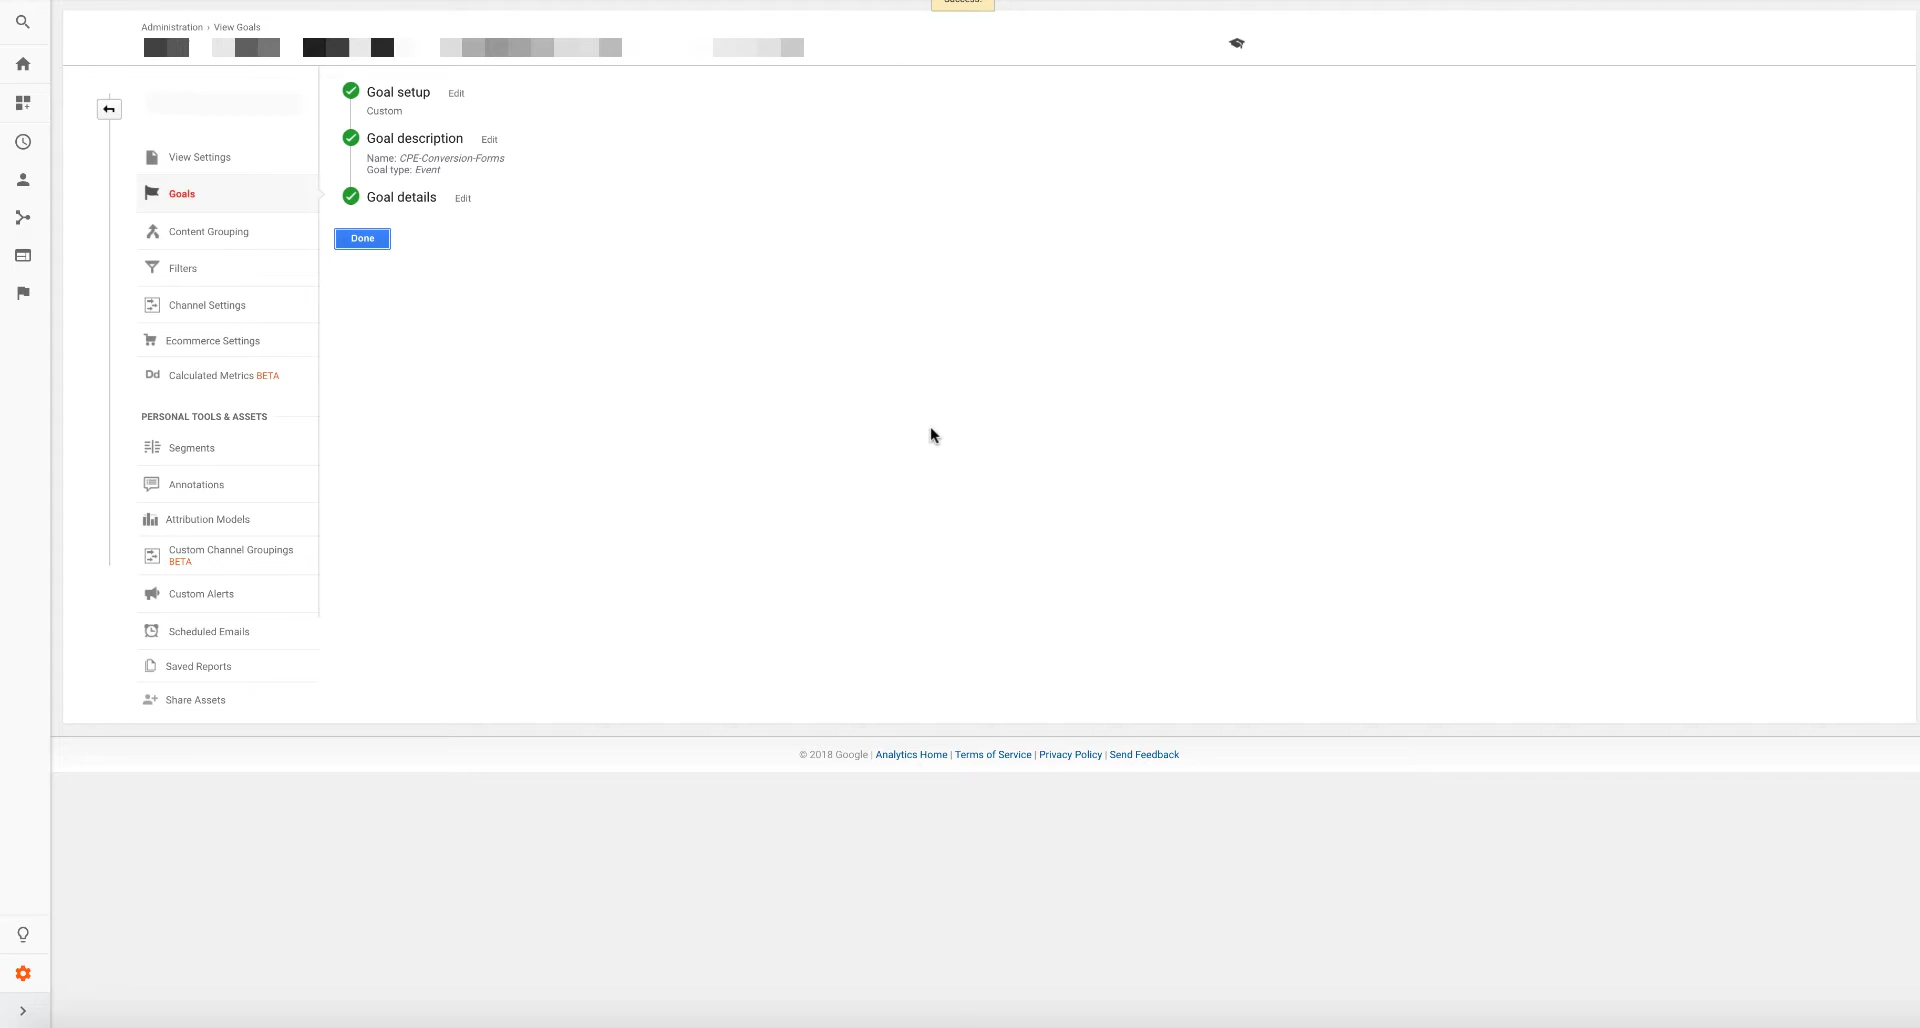 Success.
Administration › View Goals
Goal setup Edit
Custom
Goal description Edit
Name: CPE-Conversion-Forms
Goal type: Event
Goal details Edit
Done
View Settings
Goals
Content Grouping
Filters
Channel Settings
Ecommerce Settings
Dd Calculated Metrics BETA
PERSONAL TOOLS & ASSETS
Segments
Annotations
Attribution Models
Custom Channel Groupings
BETA
Custom Alerts
Scheduled Emails
Saved Reports
Share Assets
© 2018 Google | Analytics Home | Terms of Service | Privacy Policy | Send Feedback